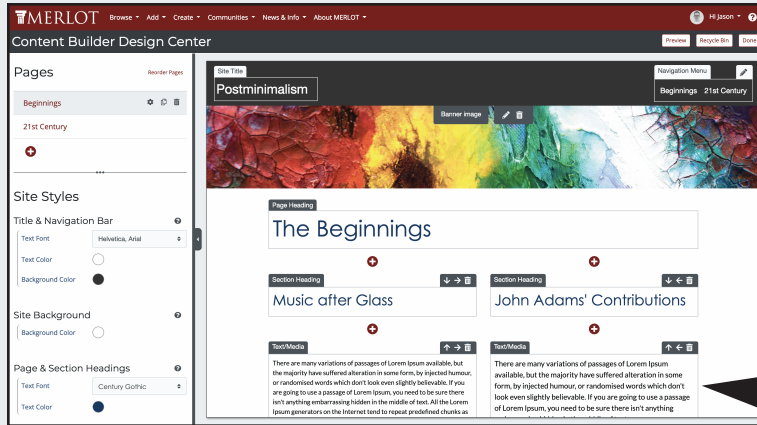 MERLOT Browse Add Create Communities News & Info About MERLOT Hi Jason ?
Content Builder Design Center Preview Recycle Bin Done
Pages Reorder Pages
Beginnings
21st Century
Site Styles
Title & Navigation Bar ?
Text Font Helvetica, Arial
Text Color
Background Color
Site Background ?
Background Color
Page & Section Headings ?
Text Font Century Gothic
Text Color
Site Title
Postminimalism
Navigation Menu
Beginnings 21st Century
Banner image
Page Heading
The Beginnings
Section Heading
Music after Glass
Text/Media
There are many variations of passages of Lorem Ipsum available, but
the majority have suffered alteration in some form, by injected humour,
or randomised words which don't look even slightly believable. If you
are going to use a passage of Lorem Ipsum, you need to be sure there
isn't anything embarrassing hidden in the middle of text. All the Lorem
Ipsum generators on the Internet tend to repeat predefined chunks as
Section Heading
John Adams' Contributions
Text/Media
There are many variations of passages of Lorem Ipsum
available, but the majority have suffered alteration in some
form, by injected humour, or randomised words which don't
look even slightly believable. If you are going to use a passage
of Lorem Ipsum, you need to be sure there isn't anything